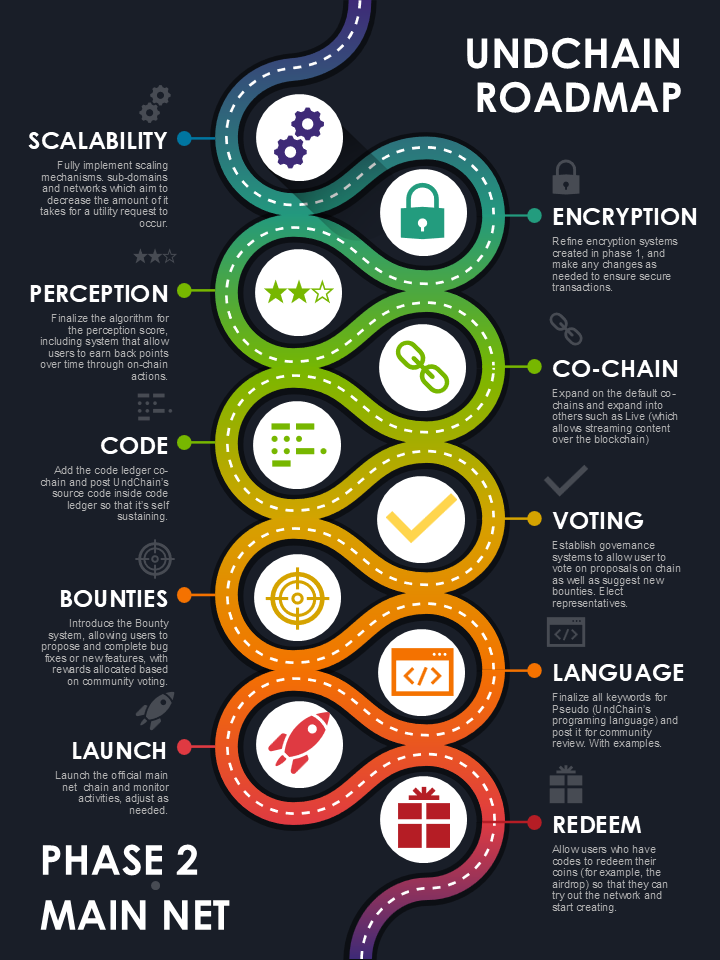 UNDCHAIN
ROADMAP
SCALABILITY
Fully implement scaling
mechanisms. sub-domains
and networks which aim to
decrease the amount of it
takes for a utility request to
occur.
ENCRYPTION
Refine encryption systems
created in phase 1, and
make any changes as
needed to ensure secure
transactions.
PERCEPTION
Finalize the algorithm for
the perception score,
including system that allow
users to earn back points
over time through on-chain
actions.
CO-CHAIN
Expand on the default co-
chains and expand into
others such as Live (which
allows streaming content
over the blockchain)
CODE
Add the code ledger co-
chain and post UndChain's
source code inside code
ledger so that it's self
sustaining.
VOTING
Establish governance
systems to allow user to
vote on proposals on chain
as well as suggest new
bounties. Elect
representatives.
BOUNTIES
Introduce the Bounty
system, allowing users to
propose and complete bug
fixes or new features, with
rewards allocated based
on community voting.
</>
LANGUAGE
Finalize all keywords for
Pseudo (UndChain's
programing language) and
post it for community
review. With examples.
LAUNCH
Launch the official main
net chain and monitor
activities, adjust as
needed.
REDEEM
Allow users who have
codes to redeem their
coins (for example, the
airdrop) so that they can
try out the network and
start creating.
PHASE 2
MAIN NET